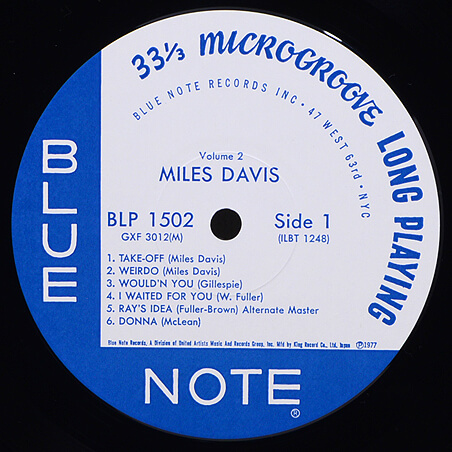 33⅓ MICROGROOVE LONG PLAYING
BLUE NOTE RECORDS INC • 47 WEST 63rd • NYC
Volume 2
MILES DAVIS
BLP 1502
Side 1
GXF 3012(M)
(ILBT 1248)
1. TAKE-OFF (Miles Davis)
2. WEIRDO (Miles Davis)
3. WOULD'N YOU (Gillespie)
4. I WAITED FOR YOU (W. Fuller)
5. RAY'S IDEA (Fuller-Brown) Alternate Master
6. DONNA (McLean)
Blue Note Records, A Division of United Artists Music And Records Group, Inc. Mfd by King Record Co., Ltd, Japan ℗1977
BLUE
NOTE
®